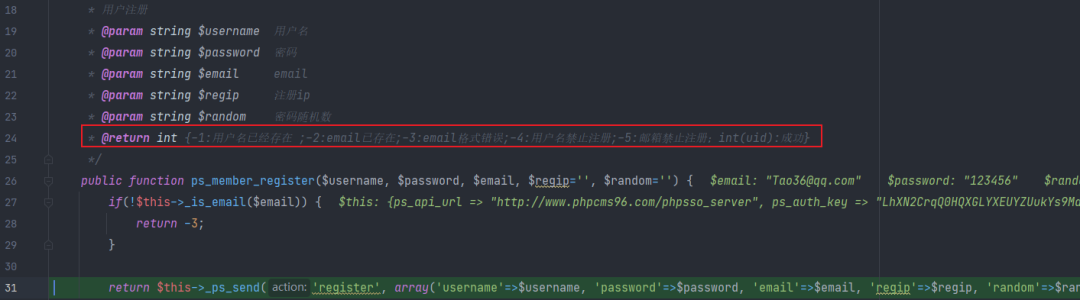 18 * 用户注册
19 * @param string $username 用户名
20 * @param string $password 密码
21 * @param string $email email
22 * @param string $regip 注册ip
23 * @param string $random 密码随机数
24 * @return int {-1:用户名已经存在 ;-2:email已存在;-3:email格式错误;-4:用户名禁止注册;-5:邮箱禁止注册；int(uid):成功}
25 */
26 public function ps_member_register($username, $password, $email, $regip='', $random='') { $email: "Tao36@qq.com" $password: "123456" $rando
27 if(!$this->_is_email($email)) { $this: {ps_api_url => "http://www.phpcms96.com/phpsso_server", ps_auth_key => "LhXN2CrqQ0HQXGLYXEUYZUukYs9Md
28 return -3;
29 }
30
31 return $this->_ps_send( action: 'register', array('username'=>$username, 'password'=>$password, 'email'=>$email, 'regip'=>$regip, 'random'=>$ran